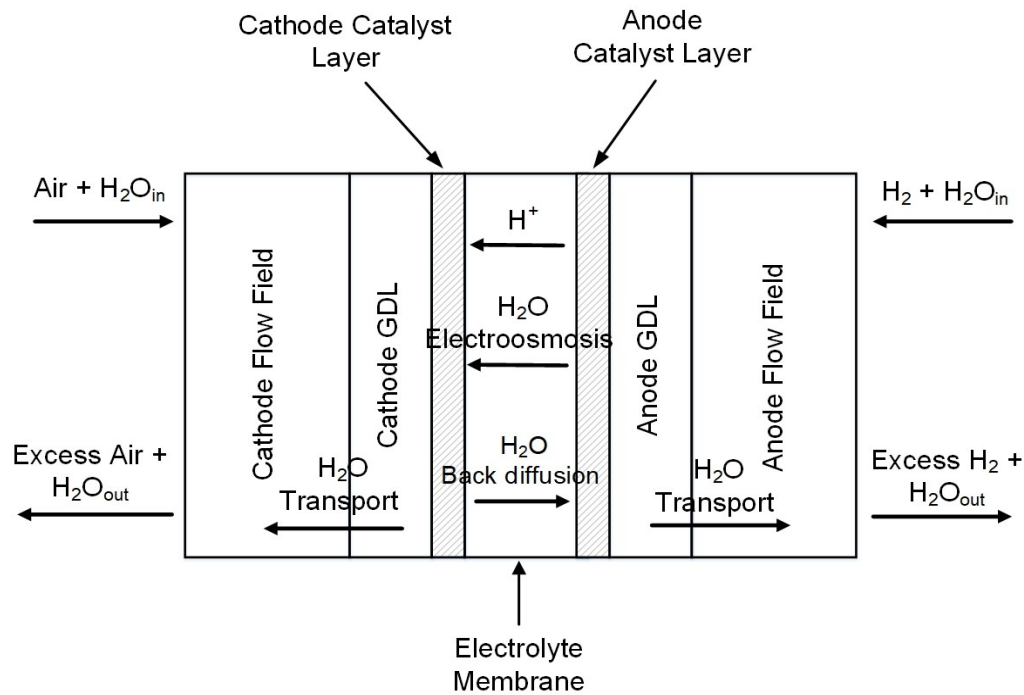 Cathode Catalyst
Layer
Anode
Catalyst Layer
Air + H₂Oᵢₙ
H₂ + H₂Oᵢₙ
H⁺
H₂O
Electroosmosis
Cathode Flow Field
Cathode GDL
Anode GDL
Anode Flow Field
Excess Air +
H₂Oₒᵤₜ
H₂O
Transport
H₂O
Back diffusion
H₂O
Transport
Excess H₂ +
H₂Oₒᵤₜ
Electrolyte
Membrane